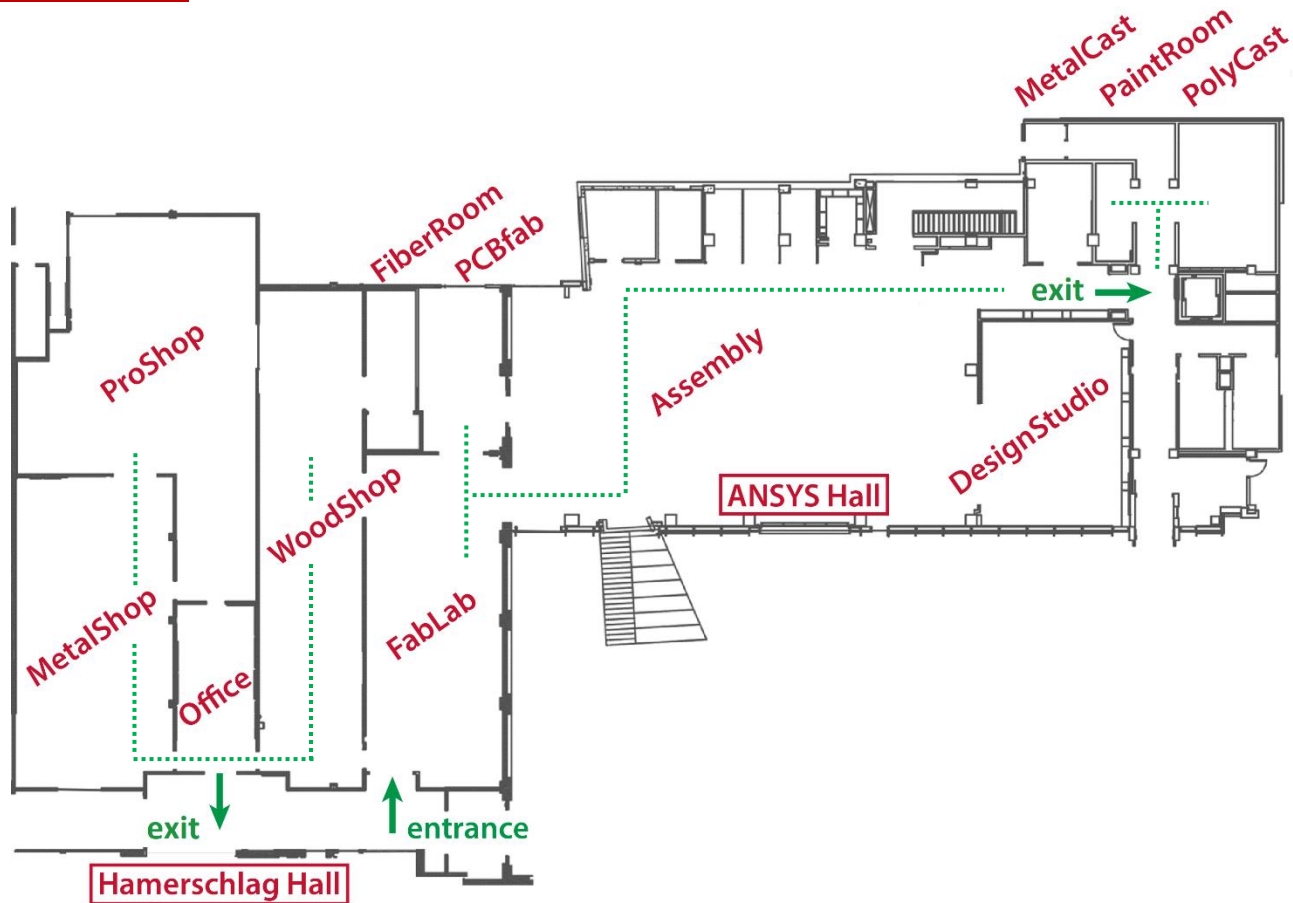 MetalCast
PaintRoom
PolyCast
FiberRoom
PCBfab
exit
ProShop
Assembly
DesignStudio
WoodShop
ANSYS Hall
MetalShop
FabLab
Office
exit
entrance
Hamerschlag Hall